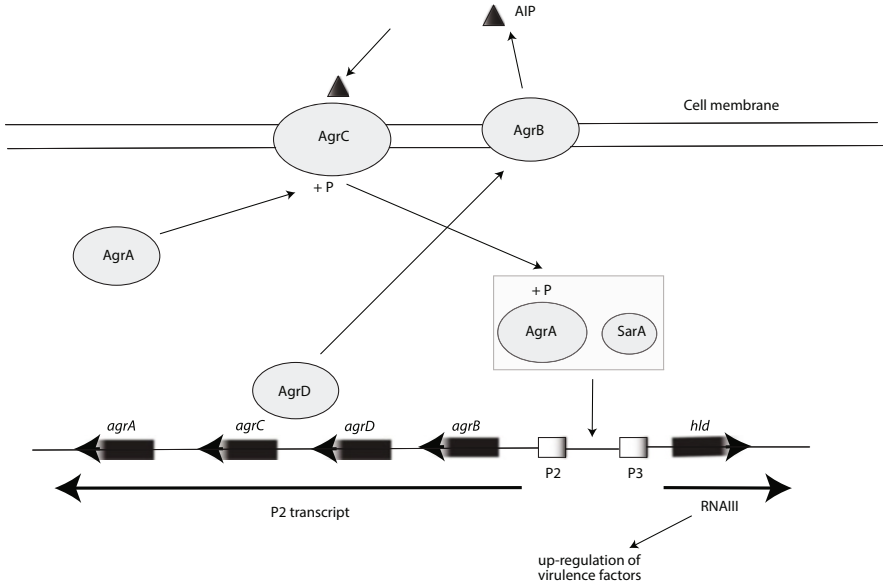 AIP
Cell membrane
AgrC
AgrB
+ P
AgrA
+ P
AgrA
SarA
AgrD
agrA
agrC
agrD
agrB
hld
P2
P3
P2 transcript
RNAIII
up-regulation of
virulence factors